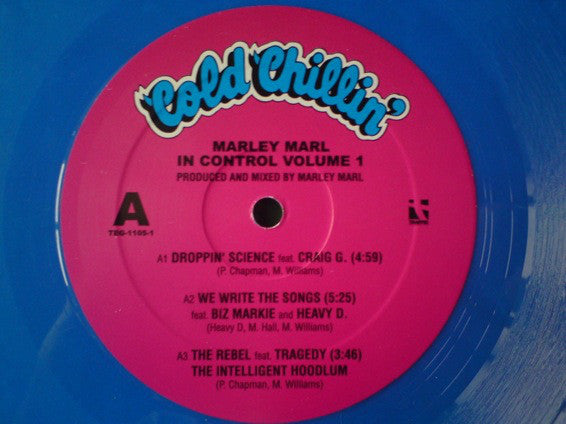 Cold Chillin'
MARLEY MARL
IN CONTROL VOLUME 1
PRODUCED AND MIXED BY MARLEY MARL
A
TEG-1105-1
A1 DROPPIN' SCIENCE feat. CRAIG G. (4:59)
(P. Chapman, M. Williams)
A2 WE WRITE THE SONGS (5:25)
feat. BIZ MARKIE and HEAVY D.
(Heavy D, M. Hall, M. Williams)
A3 THE REBEL feat. TRAGEDY (3:46)
THE INTELLIGENT HOODLUM
(P. Chapman, M. Williams)